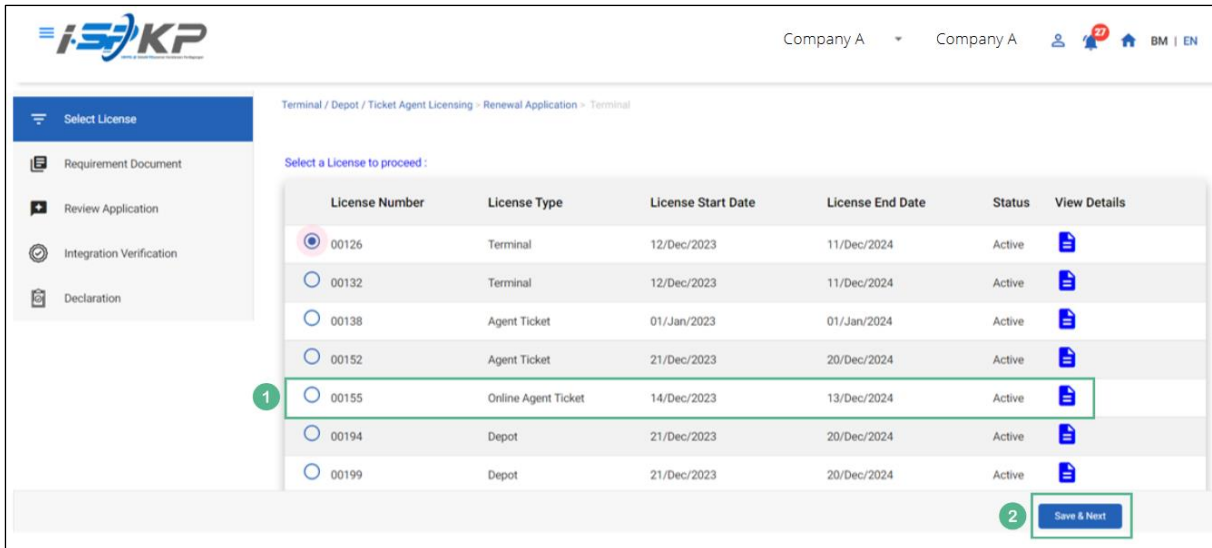 i-SPKP
Company A Company A 27 BM | EN
Select License
Requirement Document
Review Application
Integration Verification
Declaration
Terminal / Depot / Ticket Agent Licensing > Renewal Application > Terminal
Select a License to proceed :
License Number License Type License Start Date License End Date Status View Details
00126 Terminal 12/Dec/2023 11/Dec/2024 Active
00132 Terminal 12/Dec/2023 11/Dec/2024 Active
00138 Agent Ticket 01/Jan/2023 01/Jan/2024 Active
00152 Agent Ticket 21/Dec/2023 20/Dec/2024 Active
1 00155 Online Agent Ticket 14/Dec/2023 13/Dec/2024 Active
00194 Depot 21/Dec/2023 20/Dec/2024 Active
00199 Depot 21/Dec/2023 20/Dec/2024 Active
2 Save & Next